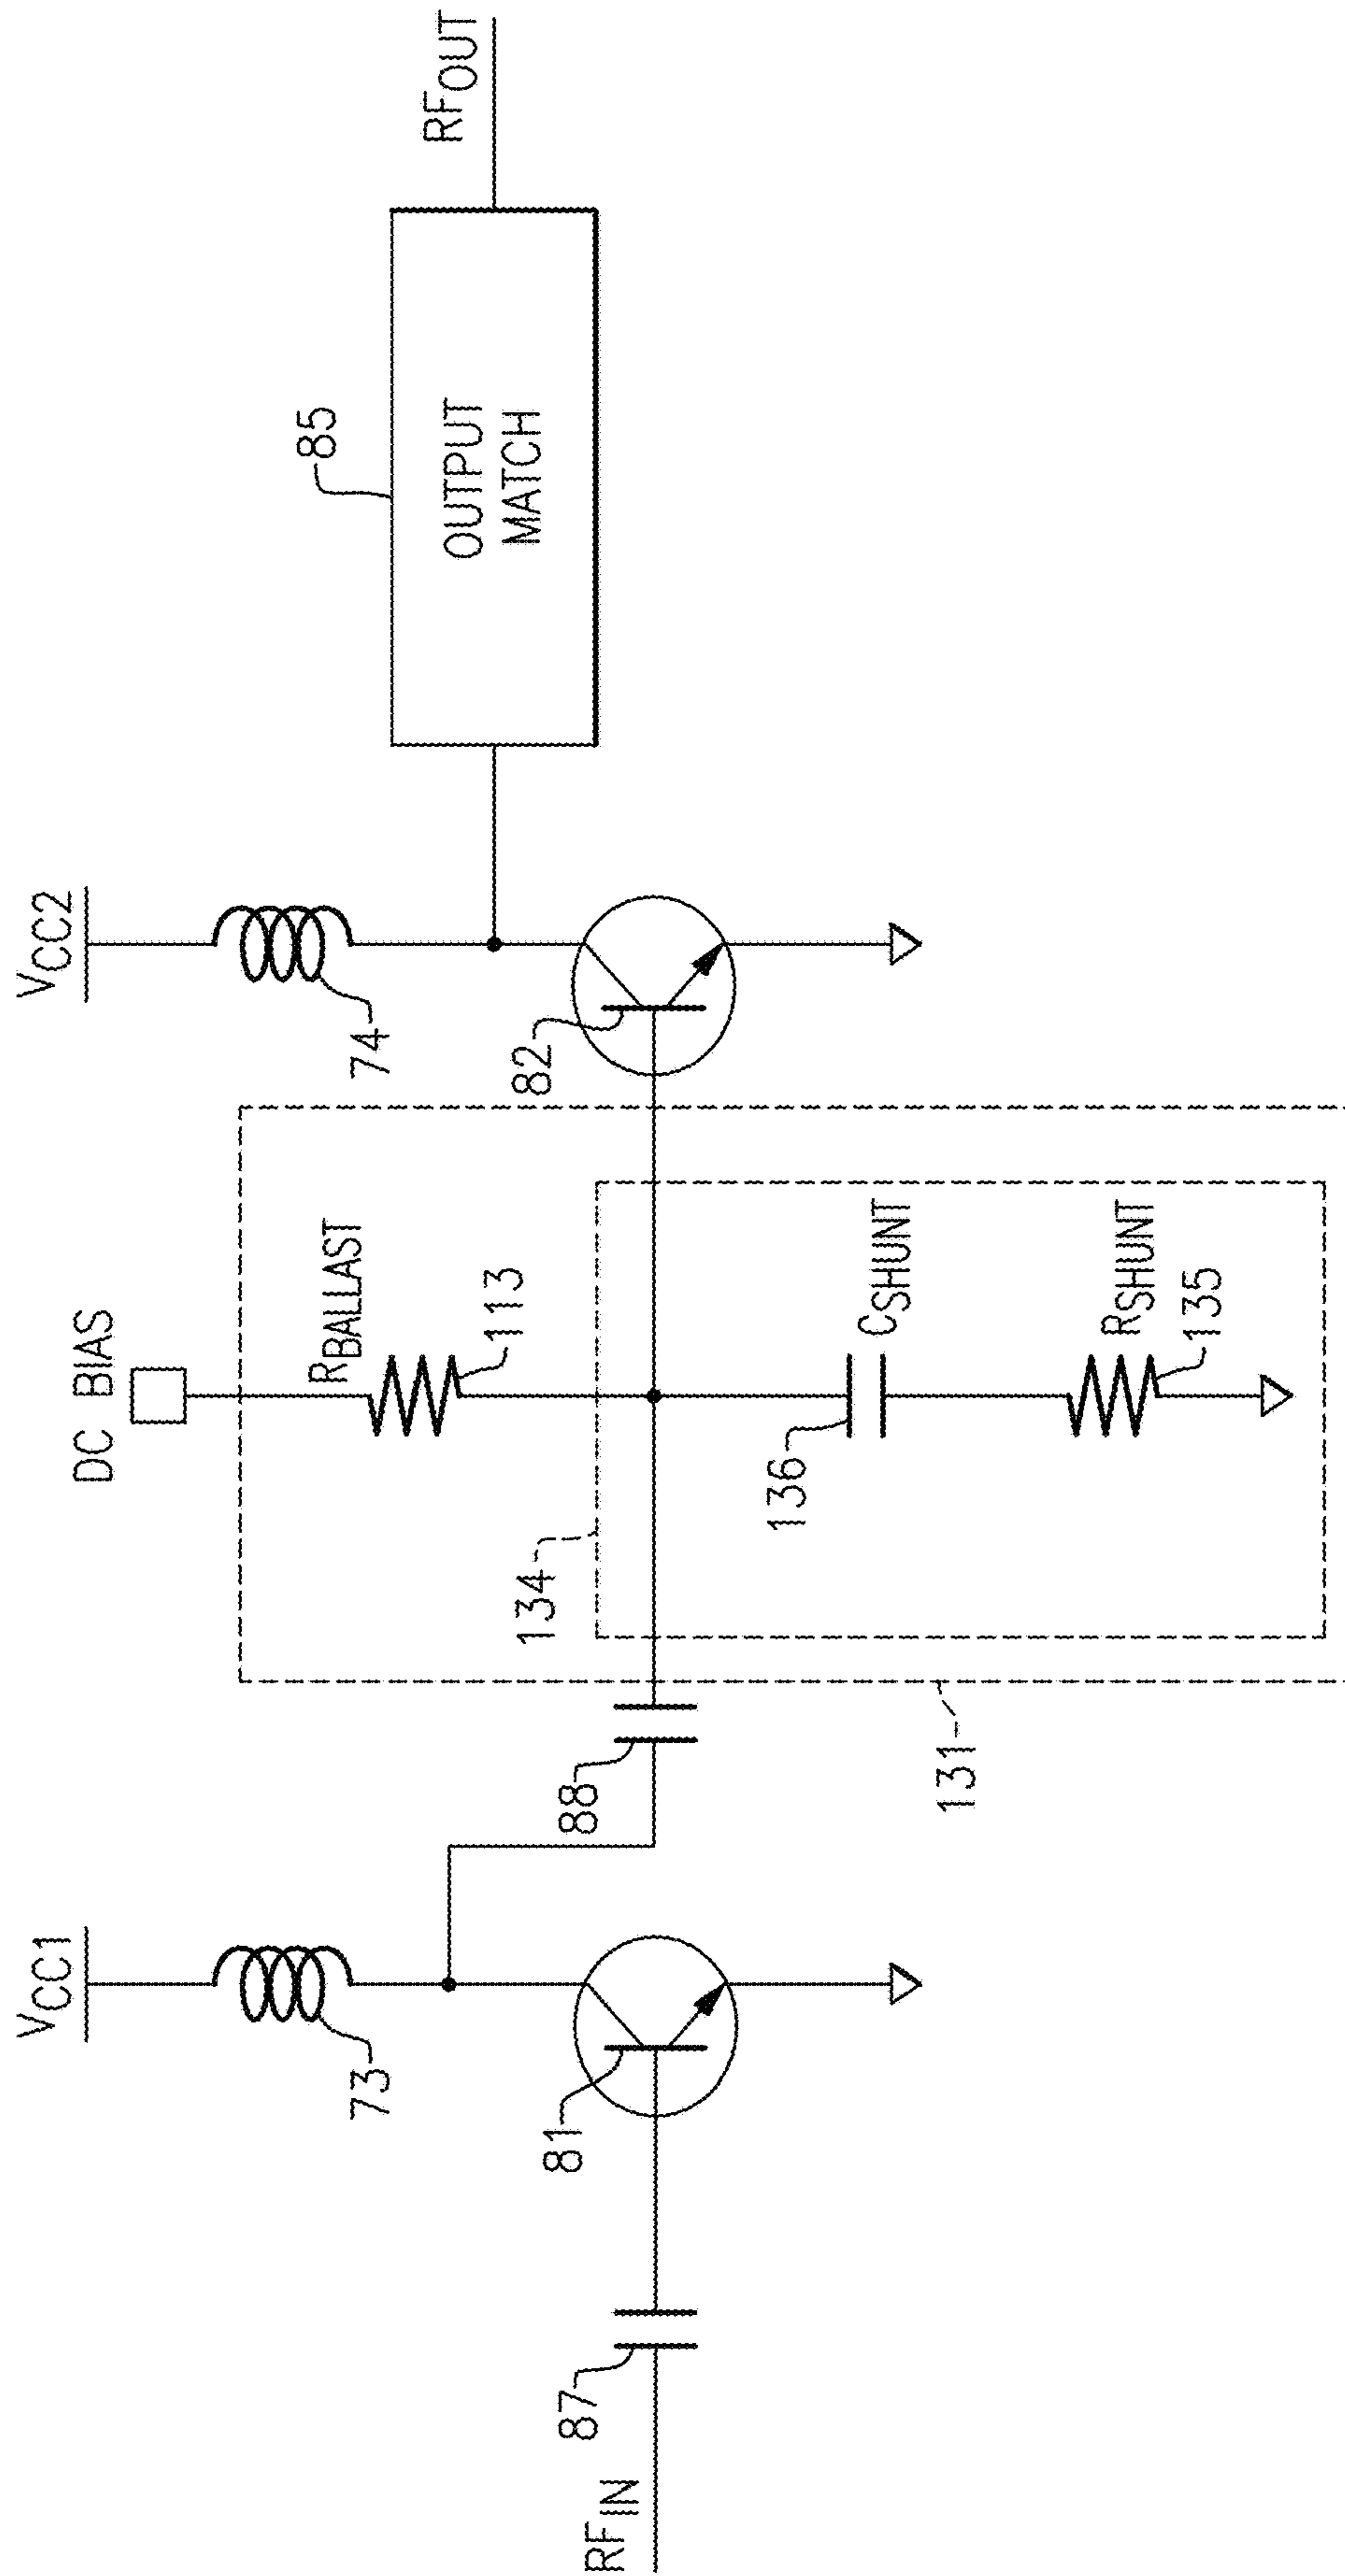 RFIN
87
81
VCC1
73
88
131
DC BIAS
RBALLAST
113
134
136
CSHUNT
RSHUNT
135
VCC2
74
82
85
OUTPUT
MATCH
RFOUT